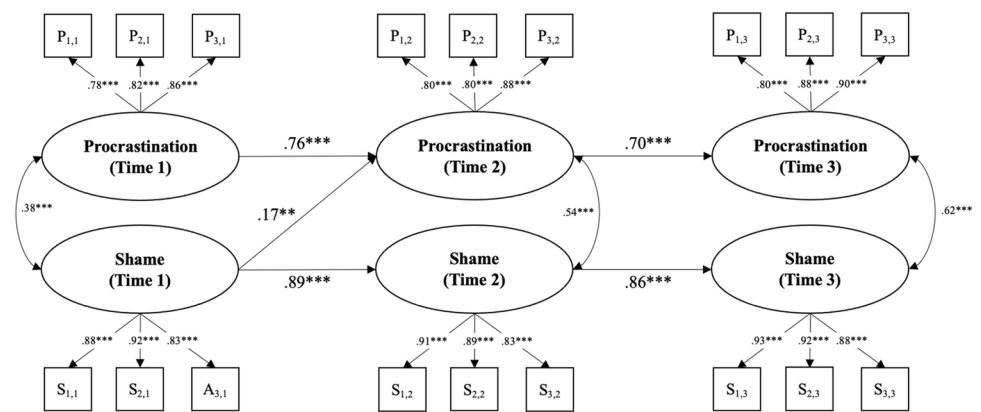 P1,1 P2,1 P3,1 P1,2 P2,2 P3,2 P1,3 P2,3 P3,3
.78*** .82*** .86*** .80*** .80*** .88*** .80*** .88*** .90***
Procrastination
(Time 1)
.76***
Procrastination
(Time 2)
.70***
Procrastination
(Time 3)
.38*** .17** .54*** .62***
Shame
(Time 1)
.89***
Shame
(Time 2)
.86***
Shame
(Time 3)
.88*** .92*** .83*** .91*** .89*** .83*** .93*** .92*** .88***
S1,1 S2,1 A3,1 S1,2 S2,2 S3,2 S1,3 S2,3 S3,3